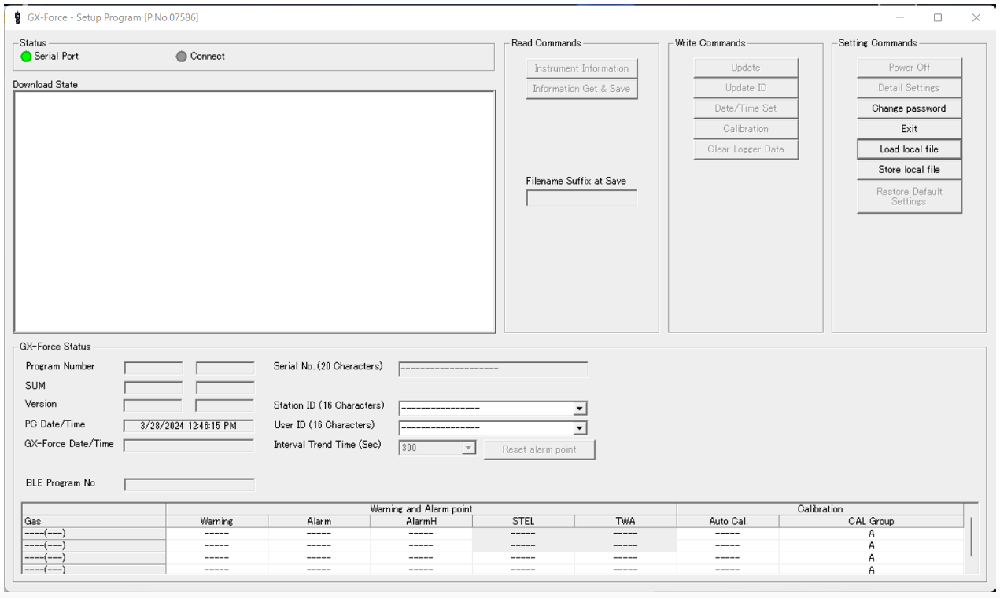 GX-Force - Setup Program [P.No.07586]
Status
Serial Port
Connect
Download State
Read Commands
Instrument Information
Information Get & Save
Filename Suffix at Save
Write Commands
Update
Update ID
Date/Time Set
Calibration
Clear Logger Data
Setting Commands
Power Off
Detail Settings
Change password
Exit
Load local file
Store local file
Restore Default
Settings
GX-Force Status
Program Number
SUM
Version
PC Date/Time 3/28/2024 12:46:15 PM
GX-Force Date/Time
BLE Program No
Serial No. (20 Characters) --------------------
Station ID (16 Characters) ----------------
User ID (16 Characters) ----------------
Interval Trend Time (Sec) 300 Reset alarm point
Warning and Alarm point Calibration
Gas Warning Alarm AlarmH STEL TWA Auto Cal. CAL Group
----(---) ----- ----- ----- ----- ----- ----- A
----(---) ----- ----- ----- ----- ----- ----- A
----(---) ----- ----- ----- ----- ----- ----- A
----(---) ----- ----- ----- ----- ----- ----- A